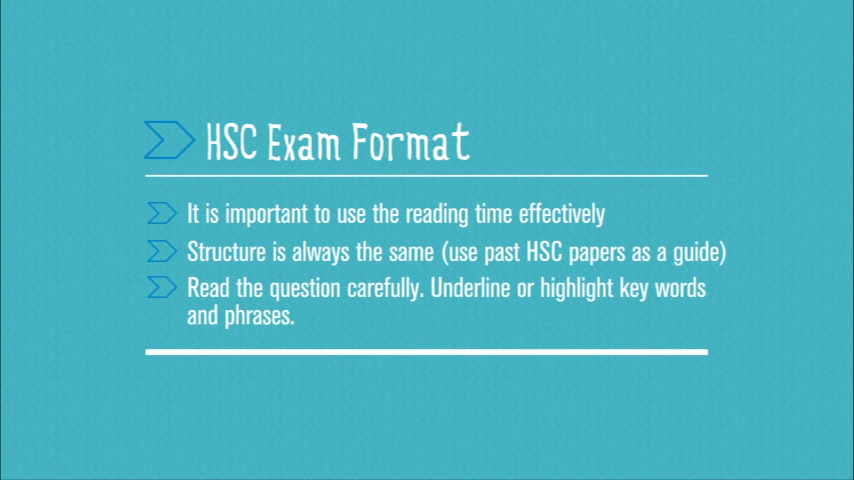 HSC Exam Format
It is important to use the reading time effectively
Structure is always the same (use past HSC papers as a guide)
Read the question carefully. Underline or highlight key words
and phrases.